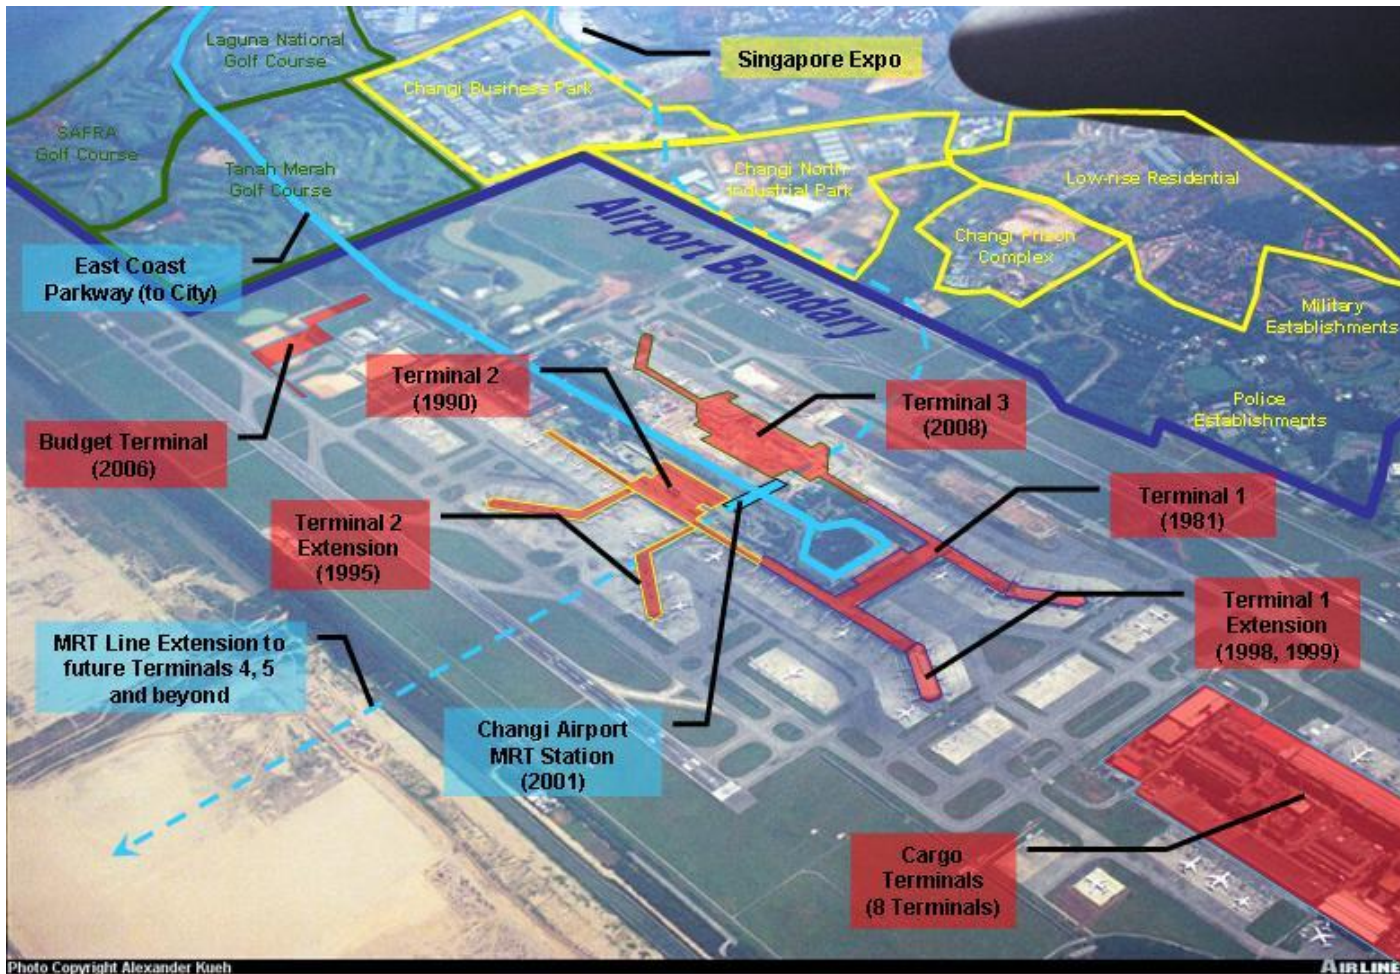 Laguna National
Golf Course
Singapore Expo
Changi Business Park
SAFRA
Golf Course
Tanah Merah
Golf Course
Changi North
Industrial Park
Low-rise Residential
Changi Prison
Complex
Airport Boundary
East Coast
Parkway (to City)
Military
Establishments
Terminal 2
(1990)
Terminal 3
(2008)
Police
Establishments
Budget Terminal
(2006)
Terminal 1
(1981)
Terminal 2
Extension
(1995)
Terminal 1
Extension
(1998, 1999)
MRT Line Extension to
future Terminals 4, 5
and beyond
Changi Airport
MRT Station
(2001)
Cargo
Terminals
(8 Terminals)
Photo Copyright Alexander Kueh
AIRLINE